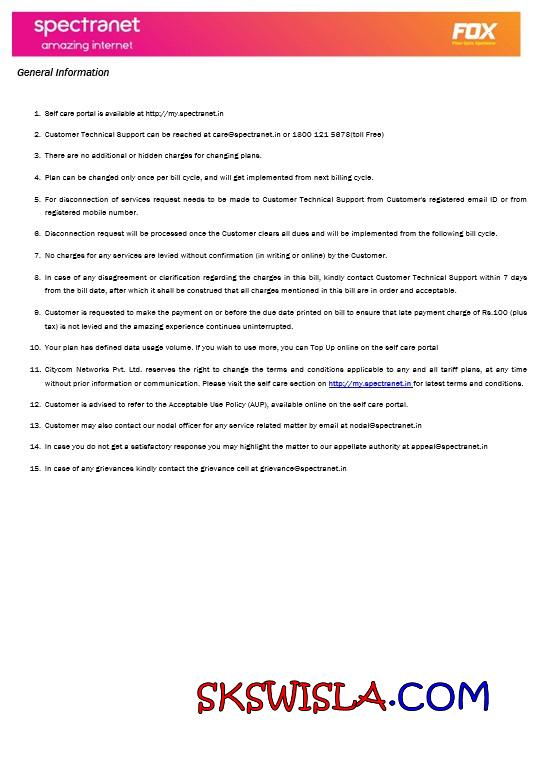 spectranet
amazing internet
FOX
Fiber Optic Xperience
General Information
1. Self care portal is available at http://my.spectranet.in
2. Customer Technical Support can be reached at care@spectranet.in or 1800 121 5678(toll Free)
3. There are no additional or hidden charges for changing plans.
4. Plan can be changed only once per bill cycle, and will get implemented from next billing cycle.
5. For disconnection of services request needs to be made to Customer Technical Support from Customer's registered email ID or from
registered mobile number.
6. Disconnection request will be processed once the Customer clears all dues and will be implemented from the following bill cycle.
7. No charges for any services are levied without confirmation (in writing or online) by the Customer.
8. In case of any disagreement or clarification regarding the charges in this bill, kindly contact Customer Technical Support within 7 days
from the bill date, after which it shall be construed that all charges mentioned in this bill are in order and acceptable.
9. Customer is requested to make the payment on or before the due date printed on bill to ensure that late payment charge of Rs.100 (plus
tax) is not levied and the amazing experience continues uninterrupted.
10. Your plan has defined data usage volume. If you wish to use more, you can Top Up online on the self care portal
11. Citycom Networks Pvt. Ltd. reserves the right to change the terms and conditions applicable to any and all tariff plans, at any time
without prior information or communication. Please visit the self care section on http://my.spectranet.in for latest terms and conditions.
12. Customer is advised to refer to the Acceptable Use Policy (AUP), available online on the self care portal.
13. Customer may also contact our nodal officer for any service related matter by email at nodal@spectranet.in
14. In case you do not get a satisfactory response you may highlight the matter to our appellate authority at appeal@spectranet.in
15. In case of any grievances kindly contact the grievance cell at grievance@spectranet.in
SKSWISLA.COM